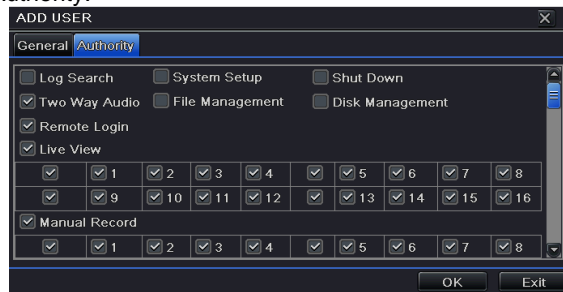 ADD USER
General Authority
Log Search System Setup Shut Down
Two Way Audio File Management Disk Management
Remote Login
Live View
1 2 3 4 5 6 7 8
9 10 11 12 13 14 15 16
Manual Record
1 2 3 4 5 6 7 8
OK Exit